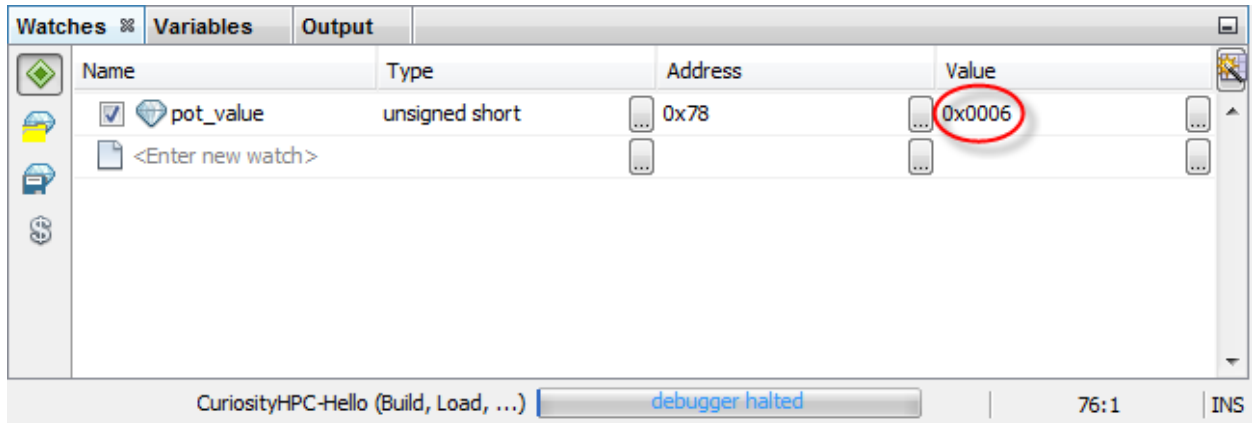 Watches Variables Output
Name Type Address Value
pot_value unsigned short ... 0x78 ... 0x0006 ...
<Enter new watch> ... ... ...
CuriosityHPC-Hello (Build, Load, ...) debugger halted 76:1 INS